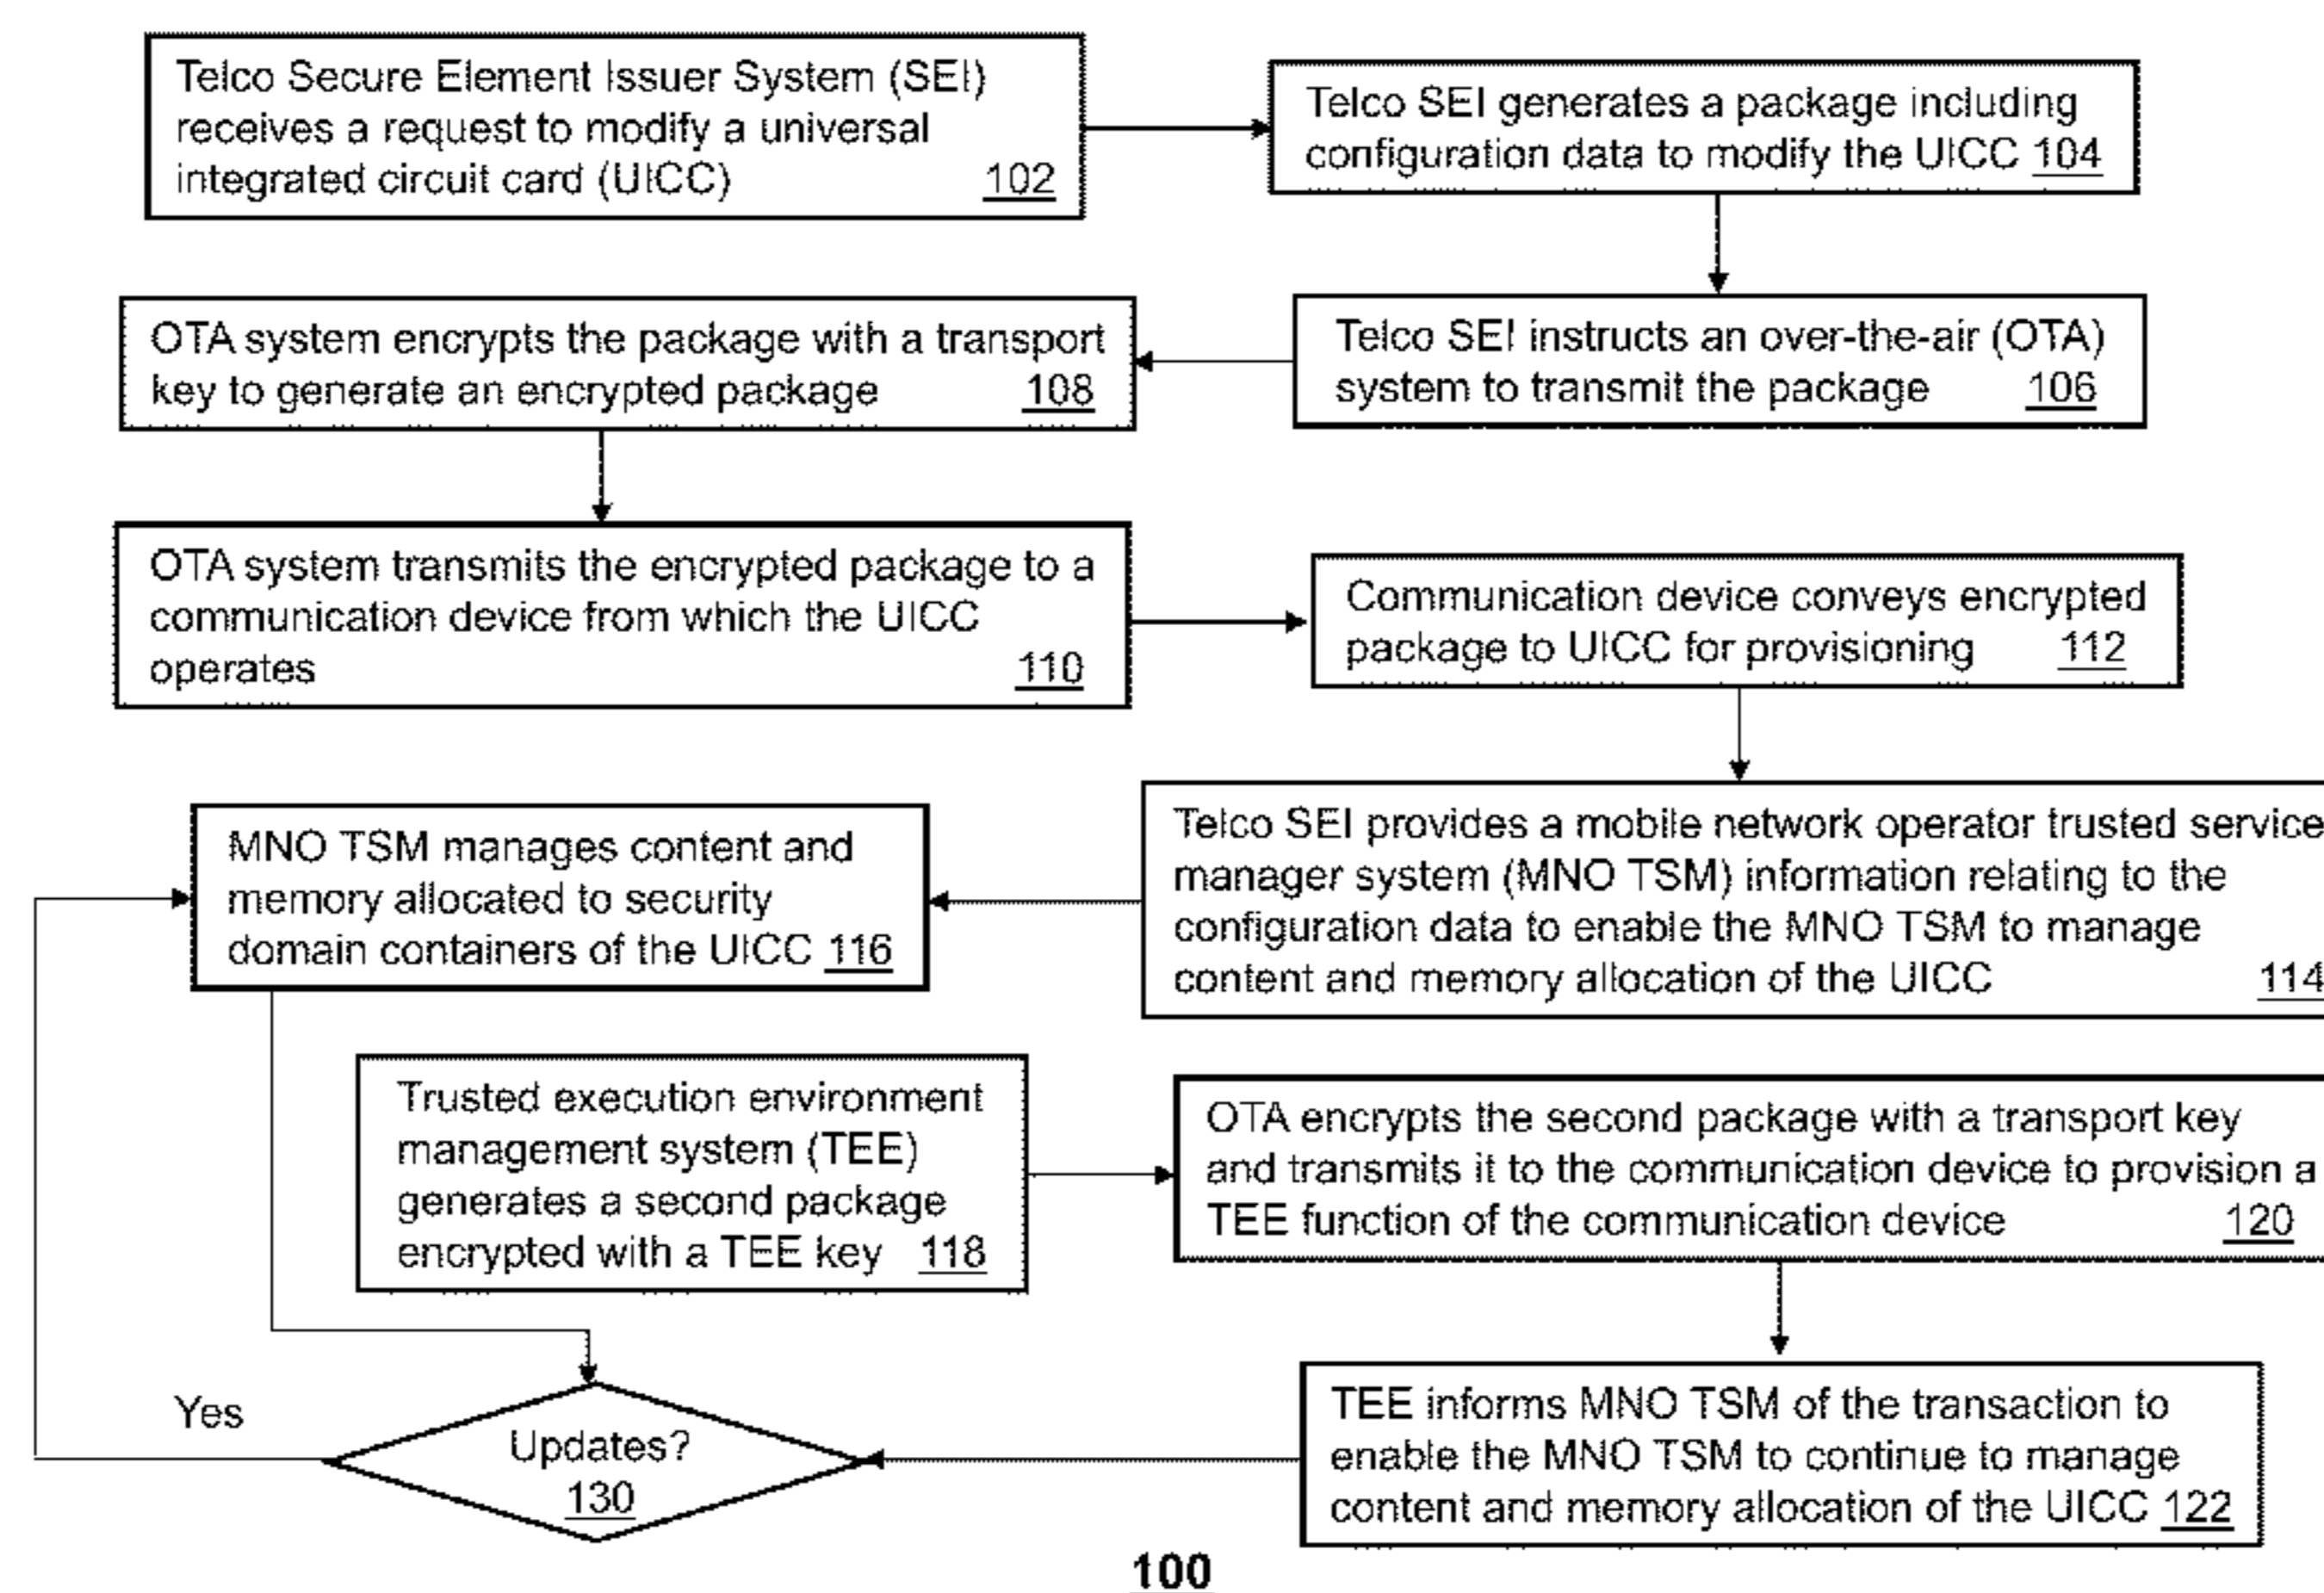 Telco Secure Element Issuer System (SEI)
receives a request to modify a universal
integrated circuit card (UICC) 102
Telco SEI generates a package including
configuration data to modify the UICC 104
Telco SEI instructs an over-the-air (OTA)
system to transmit the package 106
OTA system encrypts the package with a transport
key to generate an encrypted package 108
OTA system transmits the encrypted package to a
communication device from which the UICC
operates 110
Communication device conveys encrypted
package to UICC for provisioning 112
Telco SEI provides a mobile network operator trusted service
manager system (MNO TSM) information relating to the
configuration data to enable the MNO TSM to manage
content and memory allocation of the UICC 114
MNO TSM manages content and
memory allocated to security
domain containers of the UICC 116
Trusted execution environment
management system (TEE)
generates a second package
encrypted with a TEE key 118
OTA encrypts the second package with a transport key
and transmits it to the communication device to provision a
TEE function of the communication device 120
TEE informs MNO TSM of the transaction to
enable the MNO TSM to continue to manage
content and memory allocation of the UICC 122
Updates?
130
Yes
100